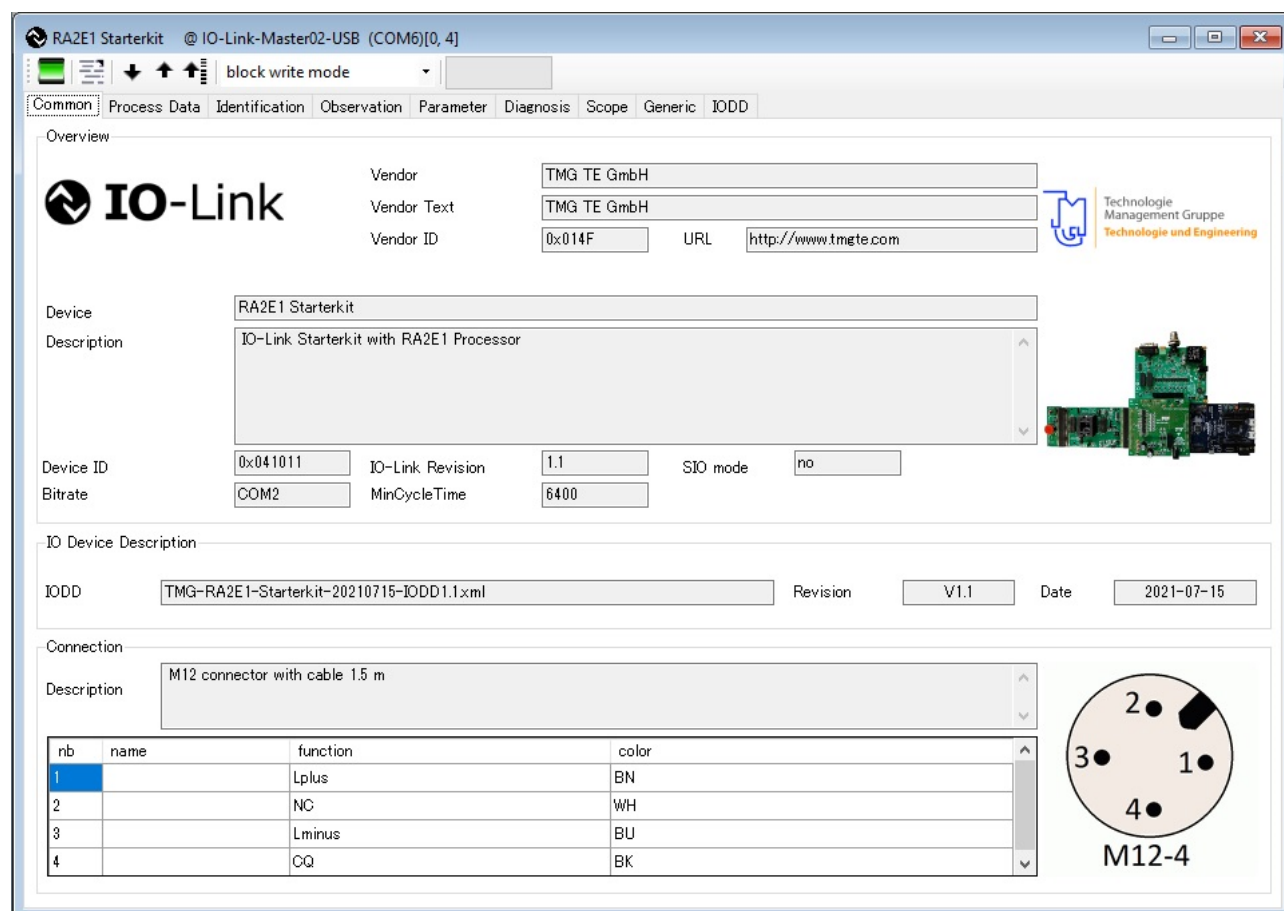 RA2E1 Starterkit @ IO-Link-Master02-USB (COM6)[0, 4]
block write mode
Common Process Data Identification Observation Parameter Diagnosis Scope Generic IODD
Overview
IO-Link
Vendor TMG TE GmbH
Vendor Text TMG TE GmbH
Vendor ID 0x014F URL http://www.tmgte.com
Technologie
Management Gruppe
Technologie und Engineering
Device RA2E1 Starterkit
Description IO-Link Starterkit with RA2E1 Processor
Device ID 0x041011 IO-Link Revision 1.1 SIO mode no
Bitrate COM2 MinCycleTime 6400
IO Device Description
IODD TMG-RA2E1-Starterkit-20210715-IODD1.1.xml Revision V1.1 Date 2021-07-15
Connection
Description M12 connector with cable 1.5 m
nb name function color
1 Lplus BN
2 NC WH
3 Lminus BU
4 CQ BK
2
3 1
4
M12-4